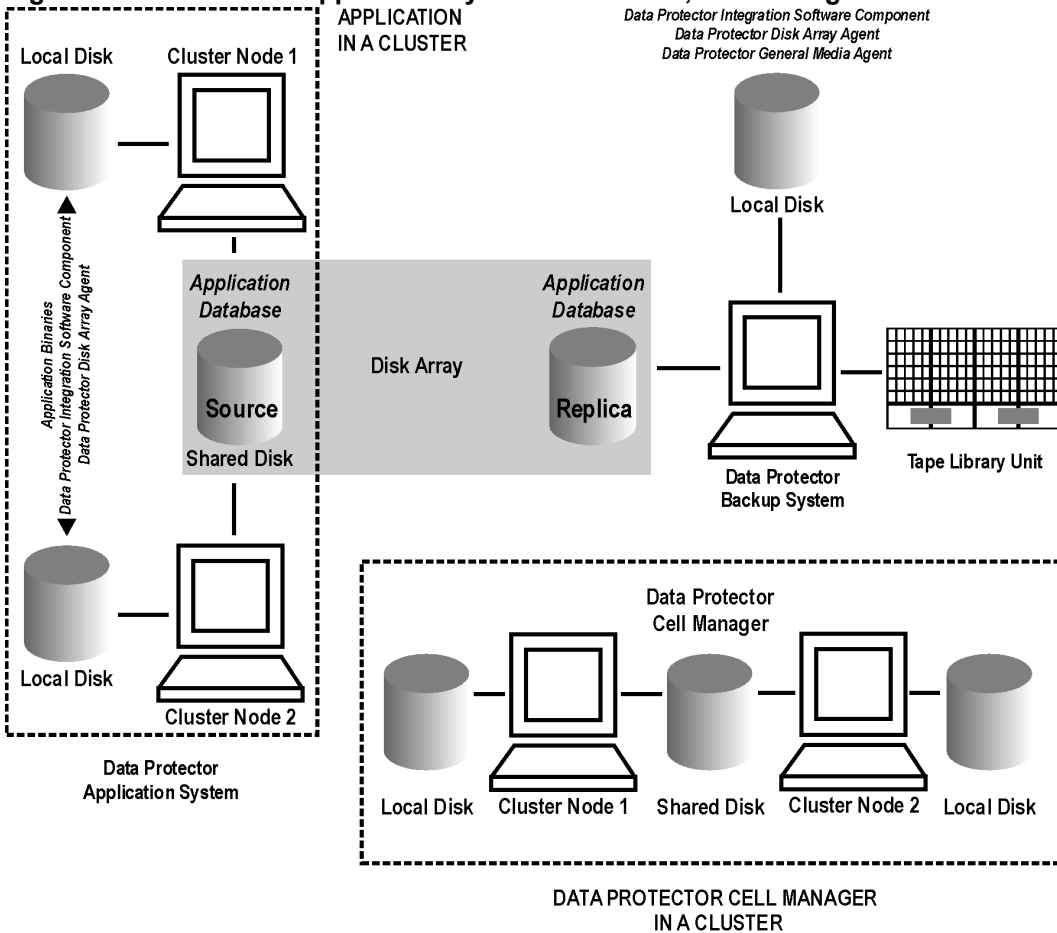 APPLICATION
IN A CLUSTER
Data Protector Integration Software Component
Data Protector Disk Array Agent
Data Protector General Media Agent
Local Disk
Cluster Node 1
Local Disk
Application Binaries
Data Protector Integration Software Component
Data Protector Disk Array Agent
Application
Database
Source
Shared Disk
Disk Array
Application
Database
Replica
Data Protector
Backup System
Tape Library Unit
Local Disk
Cluster Node 2
Data Protector
Application System
Data Protector
Cell Manager
Local Disk
Cluster Node 1
Shared Disk
Cluster Node 2
Local Disk
DATA PROTECTOR CELL MANAGER
IN A CLUSTER